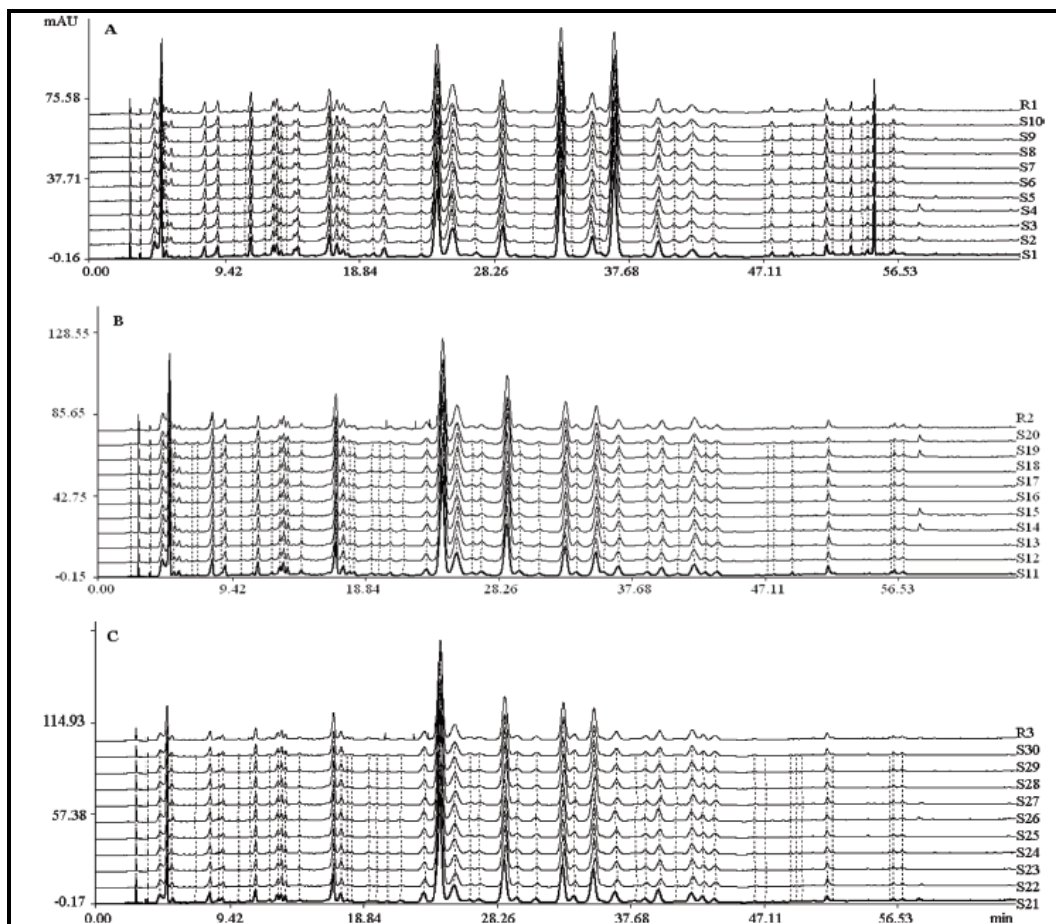 mAU
A
75.58
37.71
-0.16
R1
S10
S9
S8
S7
S6
S5
S4
S3
S2
S1
0.00 9.42 18.84 28.26 37.68 47.11 56.53
B
128.55
85.65
42.75
-0.15
R2
S20
S19
S18
S17
S16
S15
S14
S13
S12
S11
0.00 9.42 18.84 28.26 37.68 47.11 56.53
C
114.93
57.38
-0.17
R3
S30
S29
S28
S27
S26
S25
S24
S23
S22
S21
0.00 9.42 18.84 28.26 37.68 47.11 56.53 min